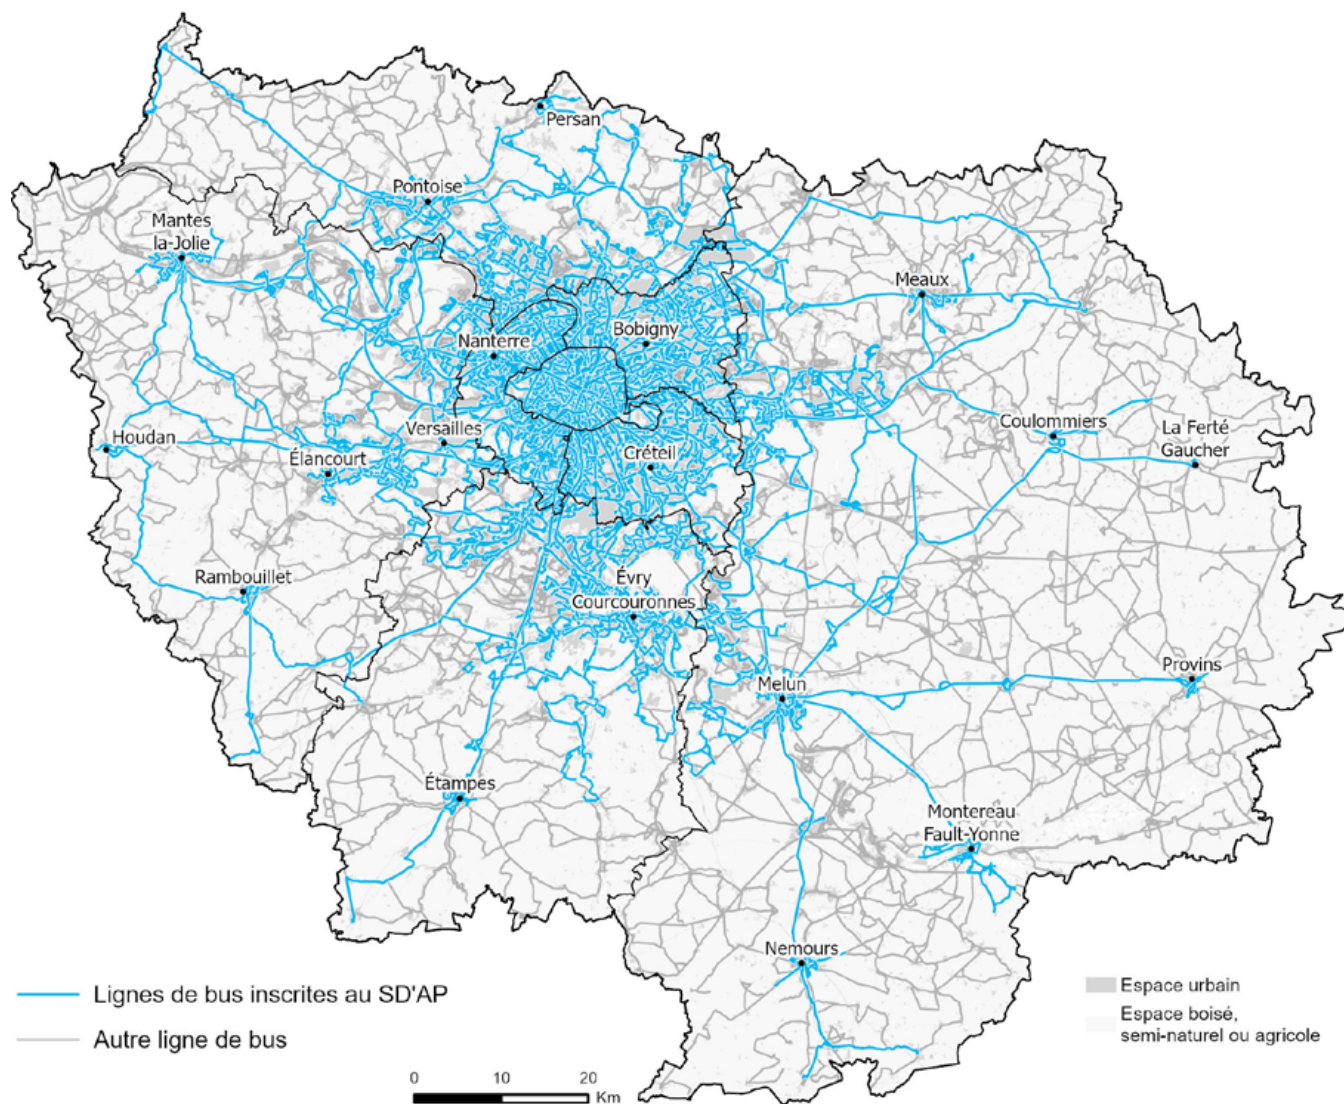 Persan
Pontoise
Mantes
la-Jolie
Meaux
Bobigny
Nanterre
Coulommiers
La Ferté
Gaucher
Houdan
Versailles
Élancourt
Créteil
Rambouillet
Évry
Courcouronnes
Provins
Melun
Étampes
Montereau
Fault-Yonne
Nemours
Lignes de bus inscrites au SD'AP
Autre ligne de bus
Espace urbain
Espace boisé,
semi-naturel ou agricole
0 10 20
Km